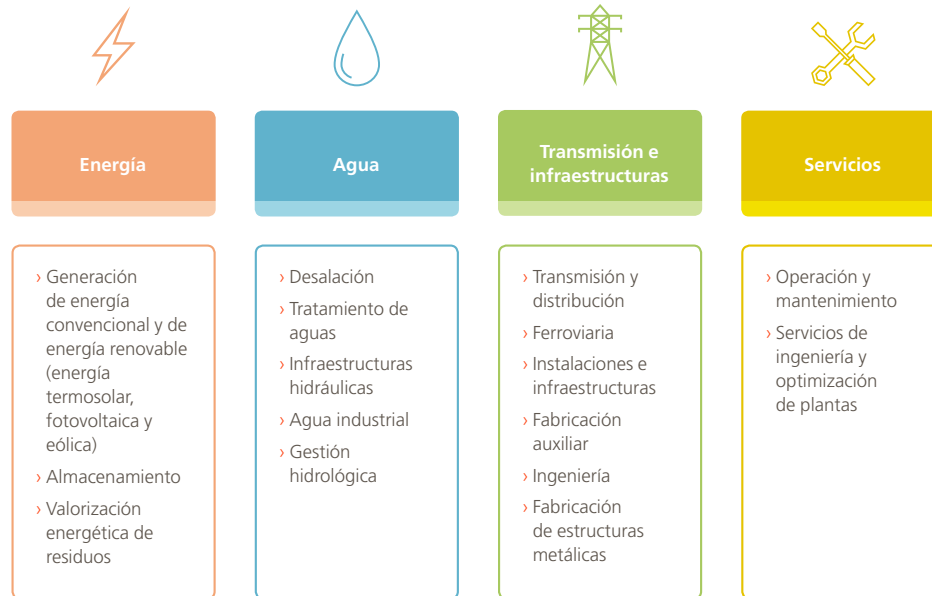 Energía
› Generación
de energía
convencional y de
energía renovable
(energía
termosolar,
fotovoltaica y
eólica)
› Almacenamiento
› Valorización
energética de
residuos
Agua
› Desalación
› Tratamiento de
aguas
› Infraestructuras
hidráulicas
› Agua industrial
› Gestión
hidrológica
Transmisión e
infraestructuras
› Transmisión y
distribución
› Ferroviaria
› Instalaciones e
infraestructuras
› Fabricación
auxiliar
› Ingeniería
› Fabricación
de estructuras
metálicas
Servicios
› Operación y
mantenimiento
› Servicios de
ingeniería y
optimización
de plantas